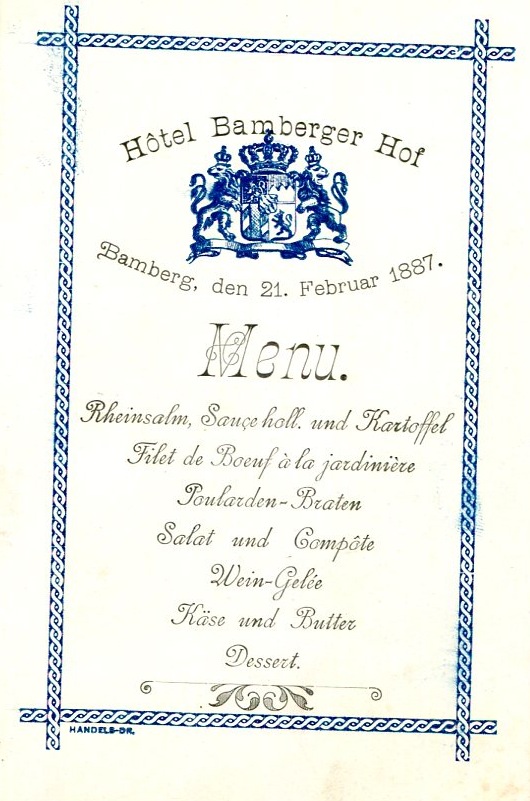 Hôtel Bamberger Hof
Bamberg, den 21. Februar 1887.
Menu.
Rheinsalm, Sauçe holl. und Kartoffel
Filet de Boeuf à la jardinière
Poularden-Braten
Salat und Compôte
Wein-Gelée
Käse und Butter
Dessert.
HANDELS-DR.